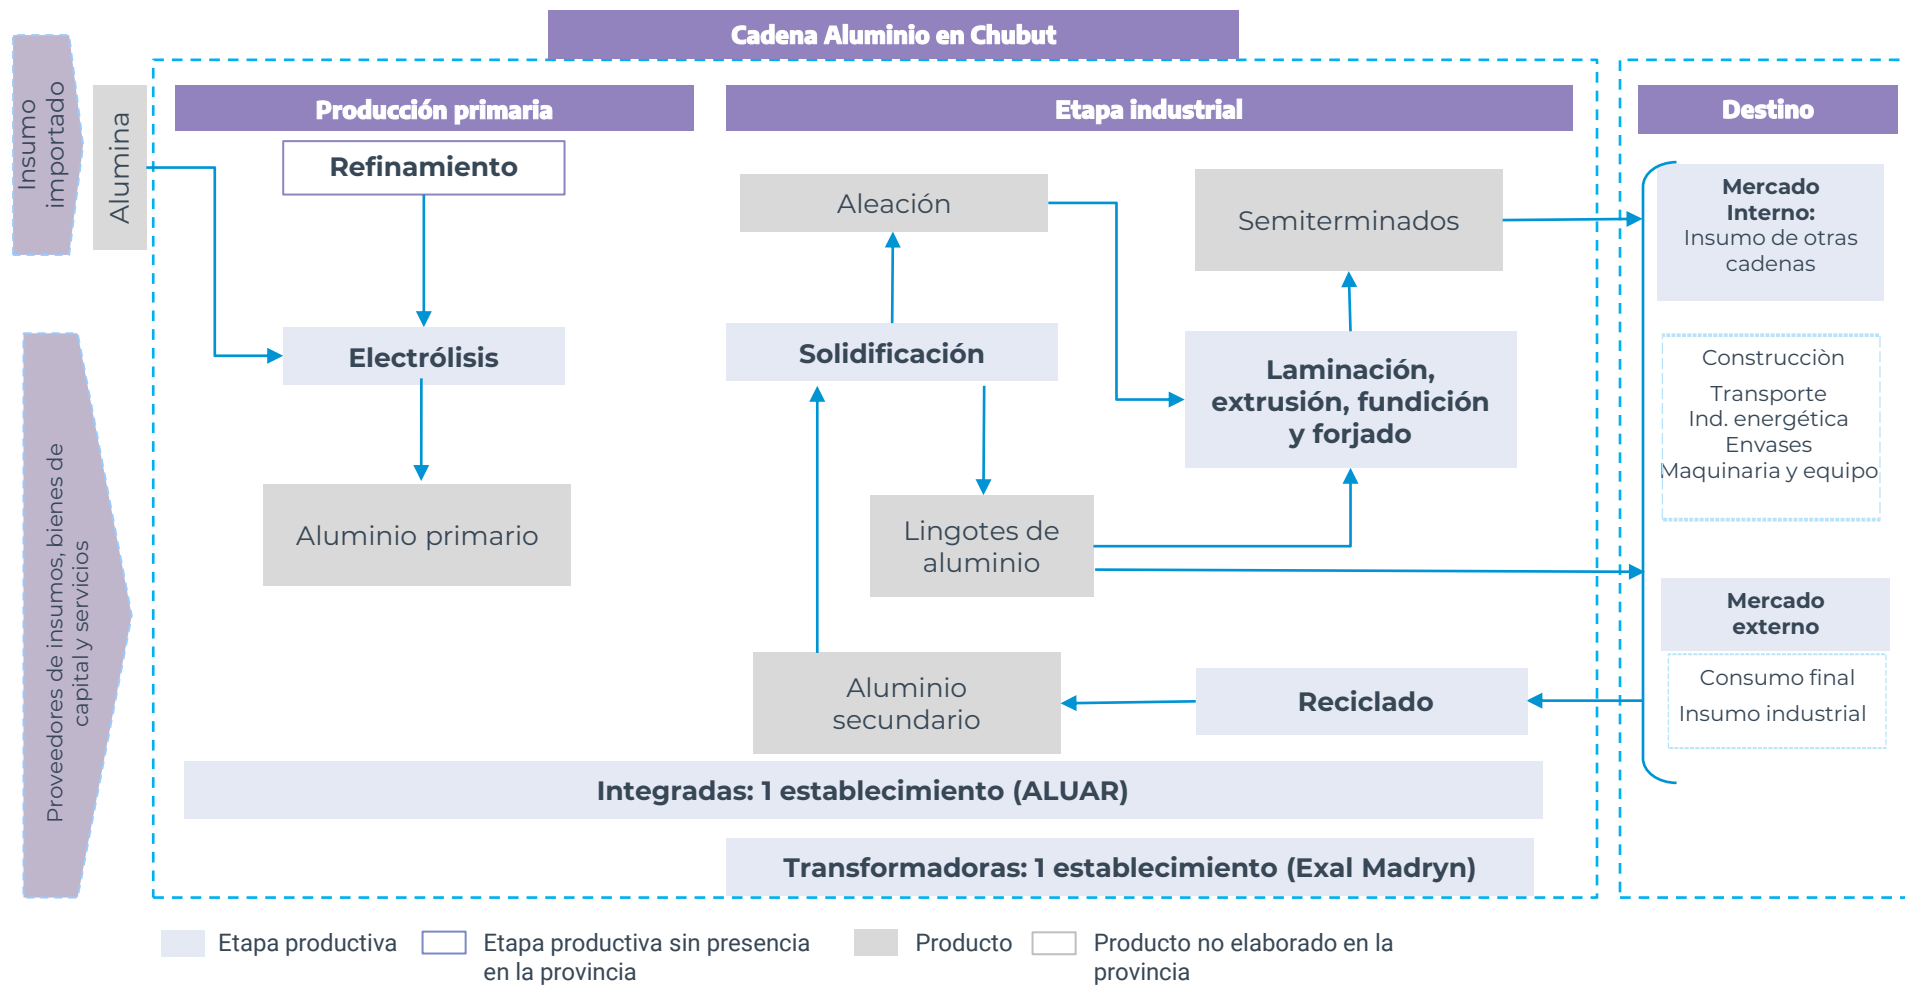 Cadena Aluminio en Chubut
Insumo
importado
Alumina
Proveedores de insumos, bienes de
capital y servicios
Producción primaria
Refinamiento
Electrólisis
Aluminio primario
Etapa industrial
Aleación
Semiterminados
Solidificación
Laminación,
extrusión, fundición
y forjado
Lingotes de
aluminio
Aluminio
secundario
Reciclado
Integradas: 1 establecimiento (ALUAR)
Transformadoras: 1 establecimiento (Exal Madryn)
Destino
Mercado
Interno:
Insumo de otras
cadenas
Construcciòn
Transporte
Ind. energética
Envases
Maquinaria y equipo
Mercado
externo
Consumo final
Insumo industrial
Etapa productiva
Etapa productiva sin presencia
en la provincia
Producto
Producto no elaborado en la
provincia